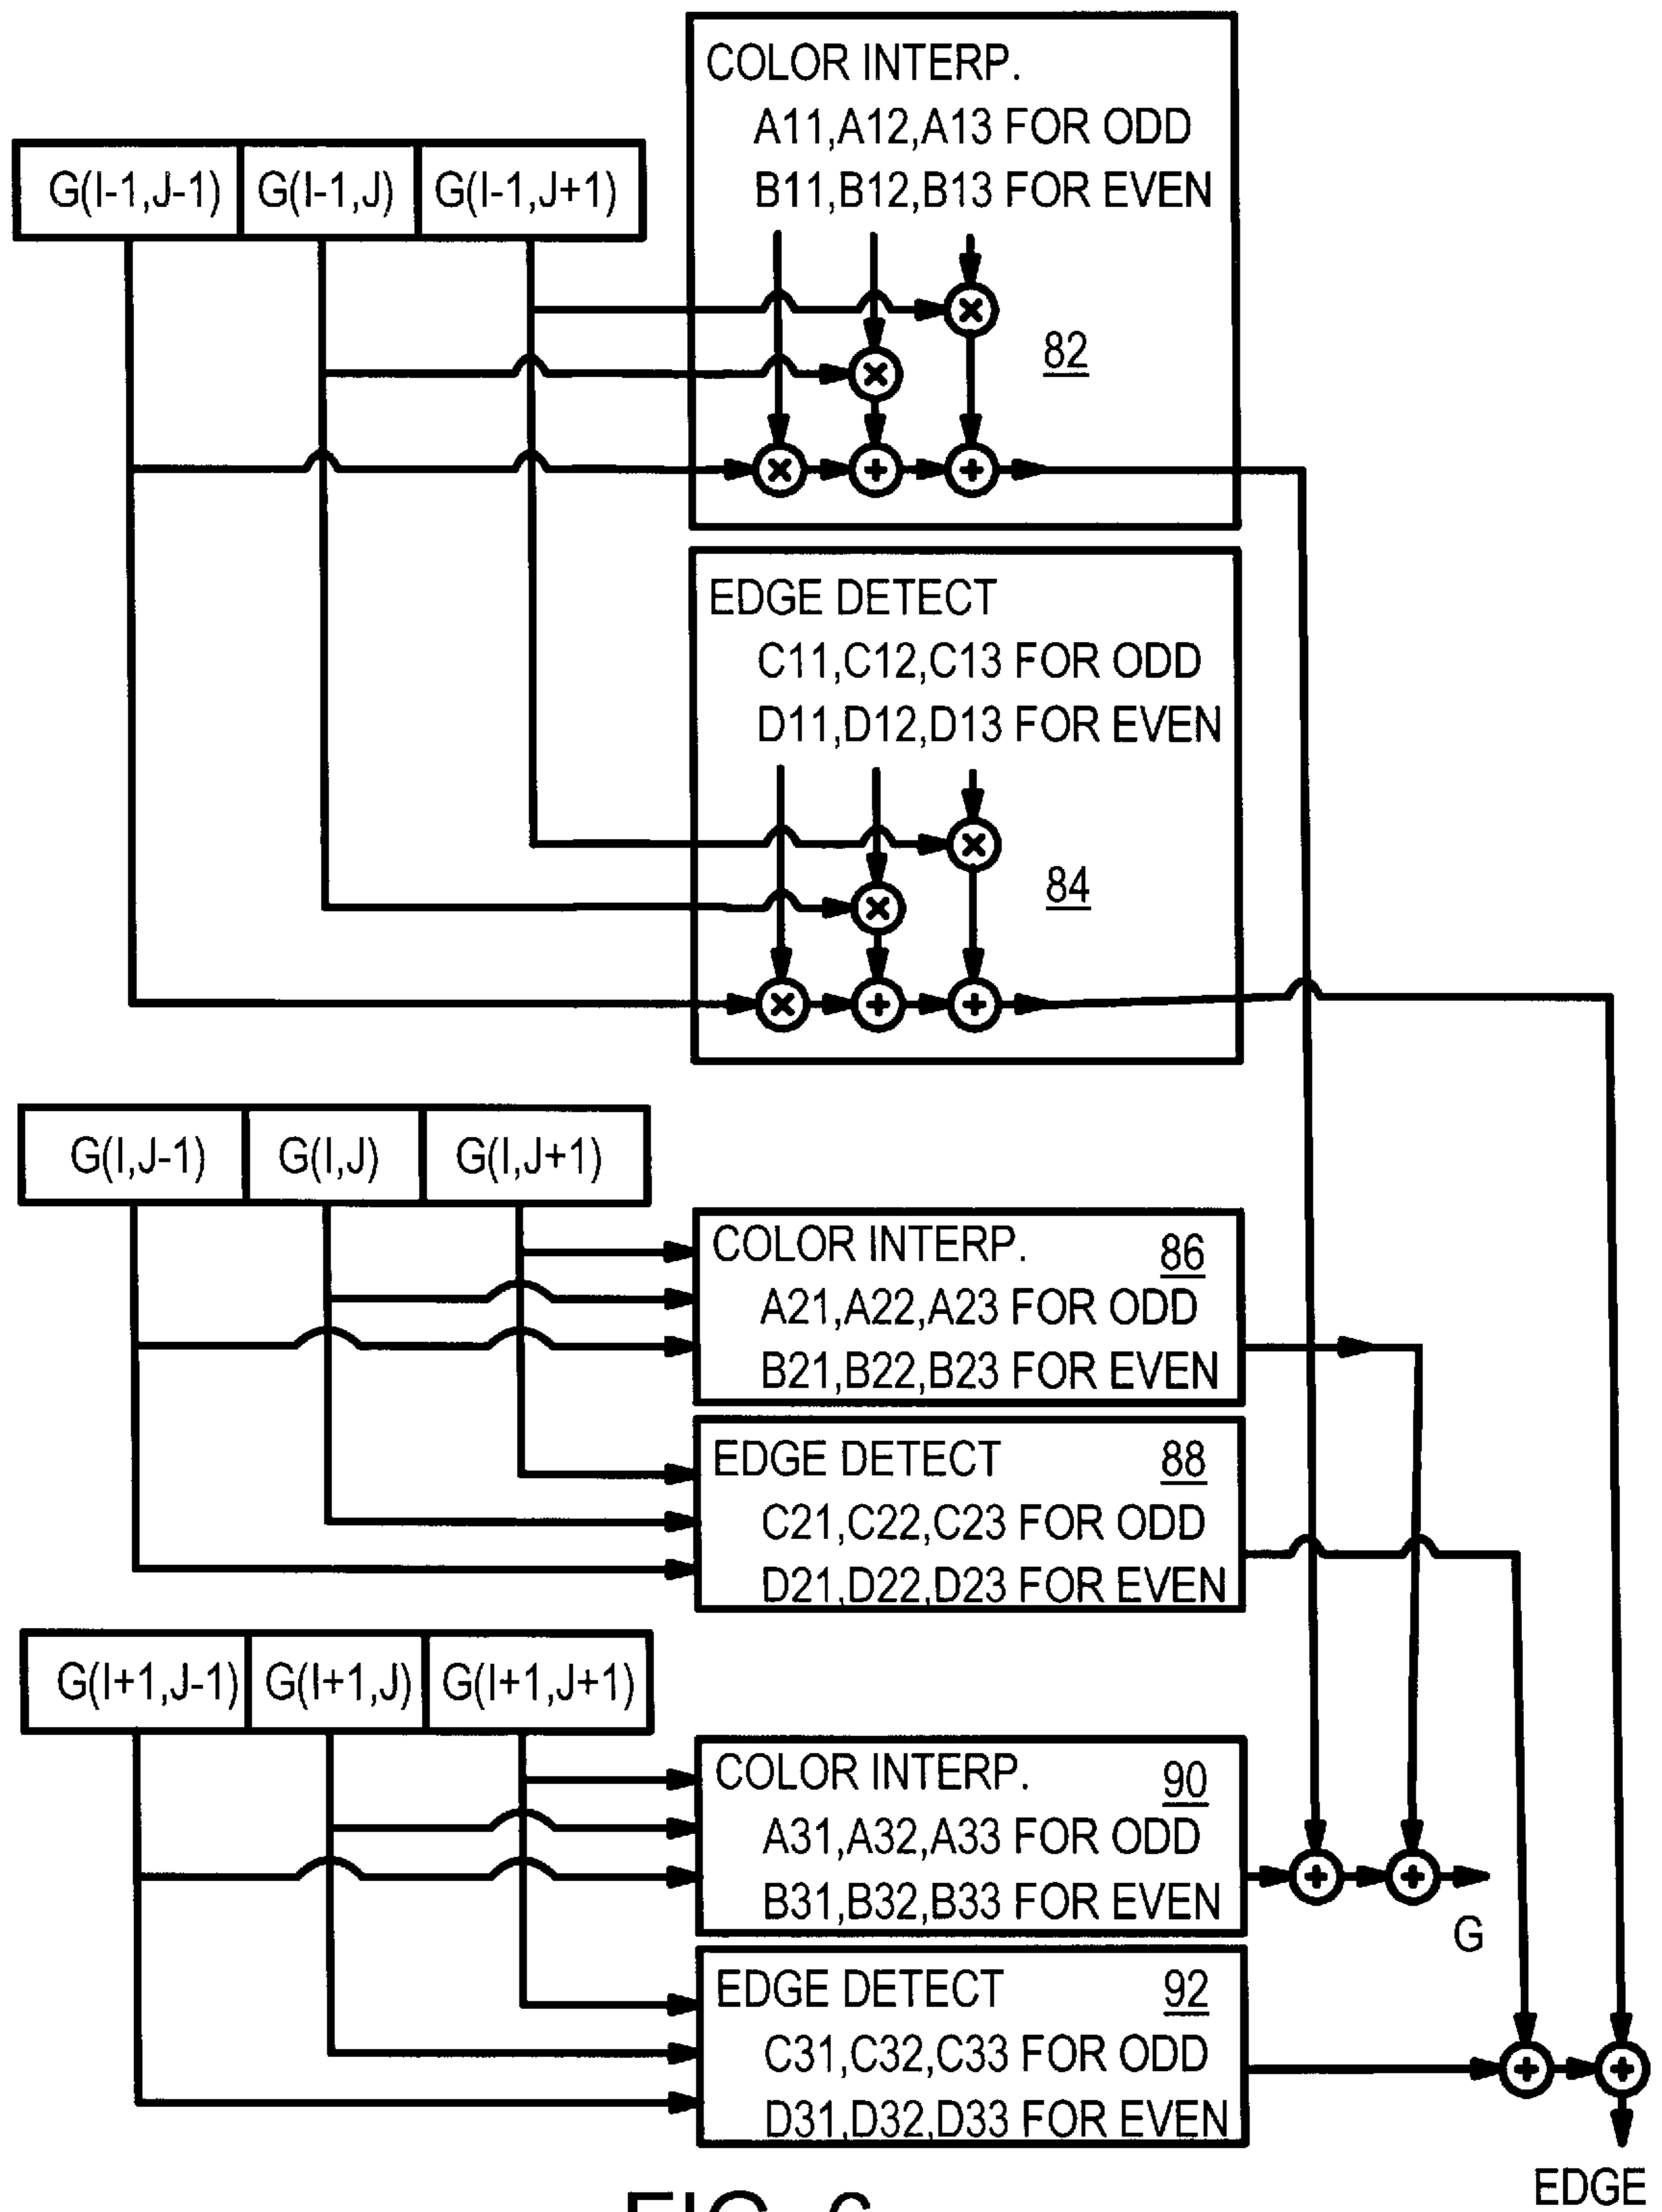 COLOR INTERP.
A11,A12,A13 FOR ODD
B11,B12,B13 FOR EVEN
G(I-1,J-1) G(I-1,J) G(I-1,J+1)
82
EDGE DETECT
C11,C12,C13 FOR ODD
D11,D12,D13 FOR EVEN
84
G(I,J-1) G(I,J) G(I,J+1)
COLOR INTERP. 86
A21,A22,A23 FOR ODD
B21,B22,B23 FOR EVEN
EDGE DETECT 88
C21,C22,C23 FOR ODD
D21,D22,D23 FOR EVEN
G(I+1,J-1) G(I+1,J) G(I+1,J+1)
COLOR INTERP. 90
A31,A32,A33 FOR ODD
B31,B32,B33 FOR EVEN
G
EDGE DETECT 92
C31,C32,C33 FOR ODD
D31,D32,D33 FOR EVEN
EDGE